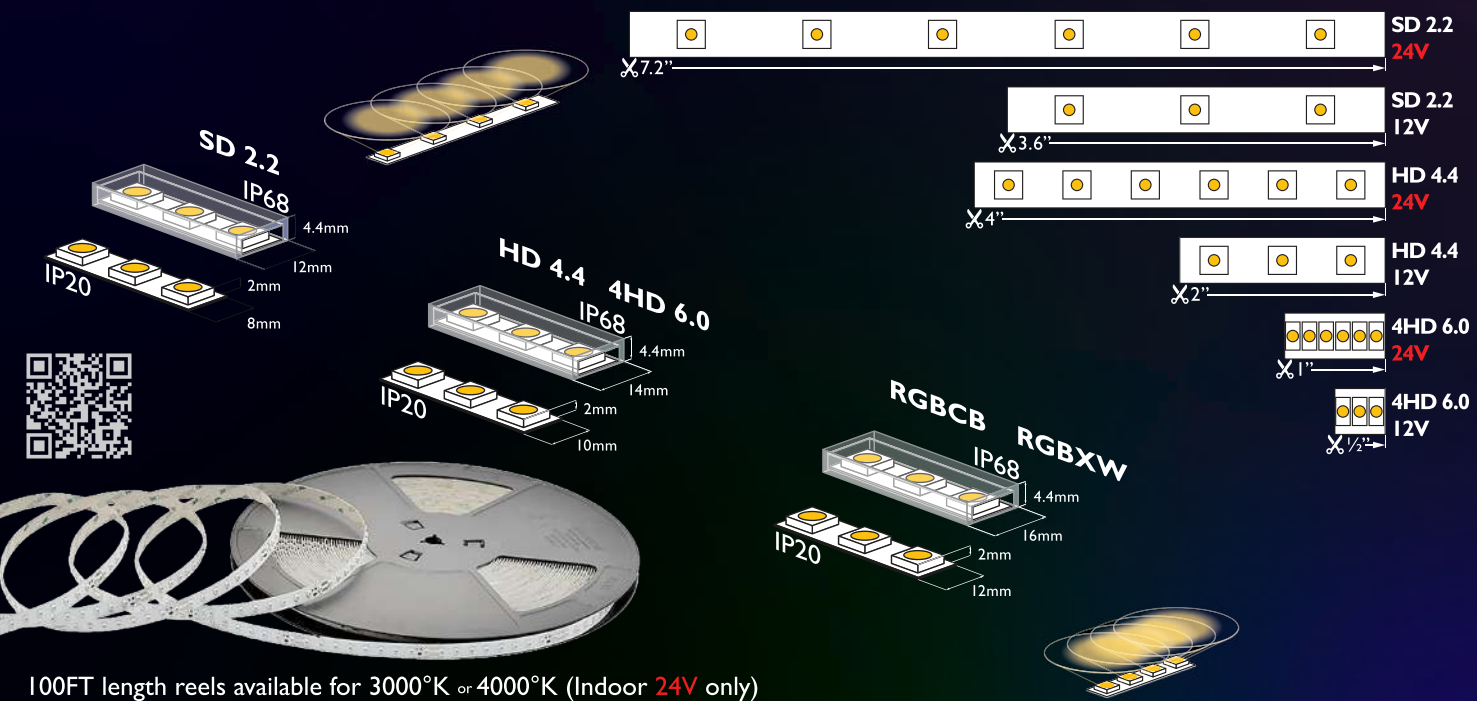 SD 2.2
24V
7.2”
SD 2.2
12V
3.6”
HD 4.4
24V
4”
HD 4.4
12V
2”
4HD 6.0
24V
1”
4HD 6.0
12V
½”
SD 2.2
IP68
4.4mm
12mm
IP20
2mm
8mm
HD 4.4 4HD 6.0
IP68
4.4mm
14mm
IP20
2mm
10mm
RGBCB RGBXW
IP68
4.4mm
16mm
IP20
2mm
12mm
100FT length reels available for 3000°K or 4000°K (Indoor 24V only)